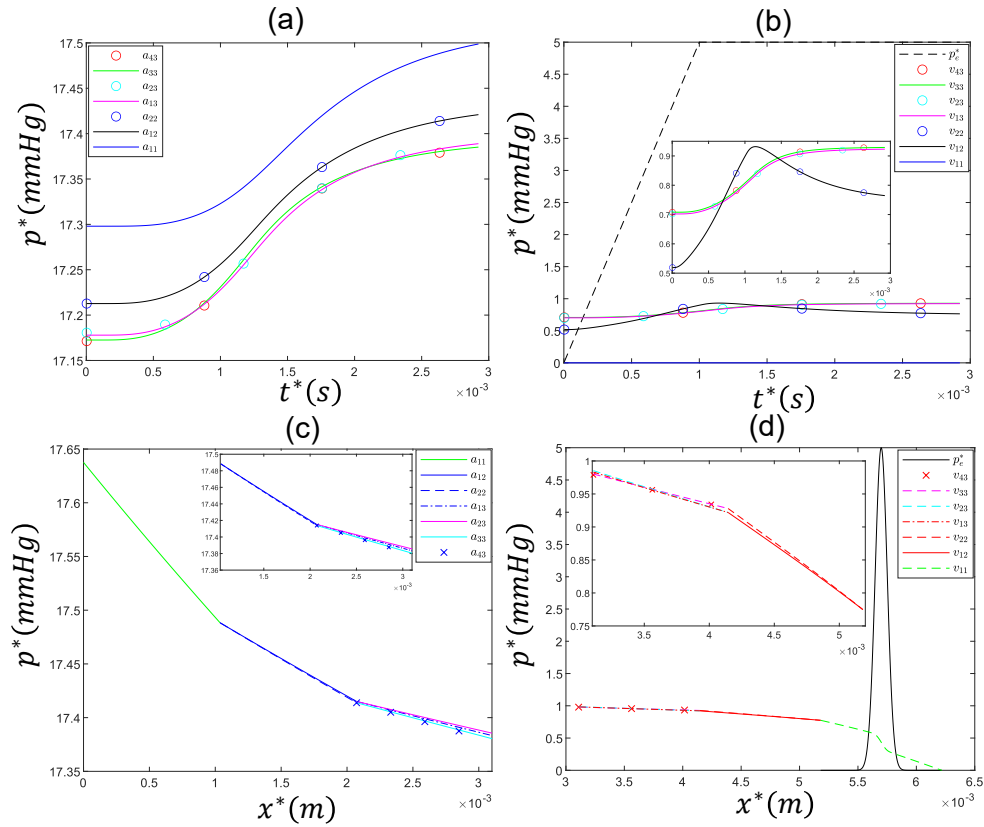 (a)
17.5
17.45
17.4
17.35
17.3
17.25
17.2
17.15
p*(mmHg)
a43
a33
a23
a13
a22
a12
a11
0 0.5 1 1.5 2 2.5 3
×10⁻³
t*(s)
(b)
5
4.5
4
3.5
3
2.5
2
1.5
1
0.5
0
p*(mmHg)
p*e
v43
v33
v23
v13
v22
v12
v11
0.9
0.8
0.7
0.6
0.5
0 0.5 1 1.5 2 2.5 3
×10⁻³
0 0.5 1 1.5 2 2.5 3
×10⁻³
t*(s)
(c)
17.65
17.6
17.55
17.5
17.45
17.4
17.35
p*(mmHg)
17.48
17.46
17.44
17.42
17.4
17.38
17.36
1.5 2 2.5 3
×10⁻³
a11
a12
a22
a13
a23
a33
a43
0 0.5 1 1.5 2 2.5 3
×10⁻³
x*(m)
(d)
5
4.5
4
3.5
3
2.5
2
1.5
1
0.5
0
p*(mmHg)
0.95
0.9
0.85
0.8
0.75
3.5 4 4.5 5
×10⁻³
p*e
v43
v33
v23
v13
v22
v12
v11
3 3.5 4 4.5 5 5.5 6 6.5
×10⁻³
x*(m)